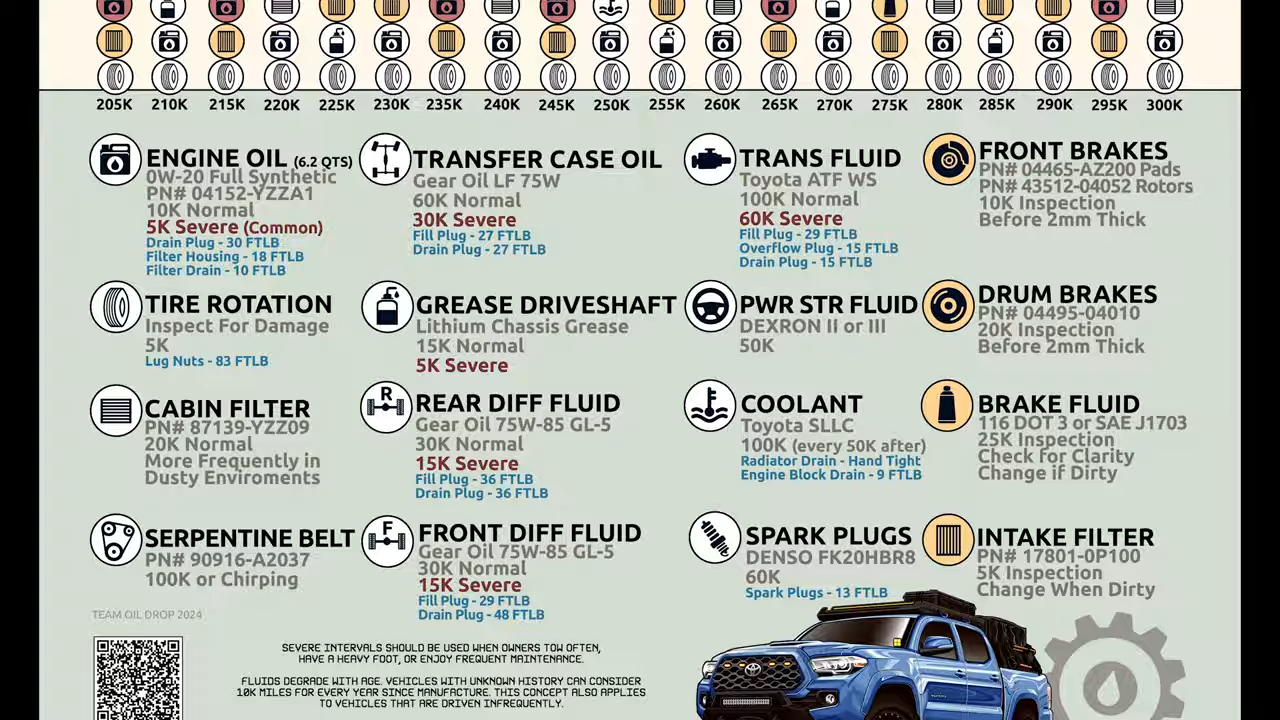 205K 210K 215K 220K 225K 230K 235K 240K 245K 250K 255K 260K 265K 270K 275K 280K 285K 290K 295K 300K
ENGINE OIL (6.2 QTS)
0W-20 Full Synthetic
PN# 04152-YZZA1
10K Normal
5K Severe (Common)
Drain Plug - 30 FTLB
Filter Housing - 18 FTLB
Filter Drain - 10 FTLB
TRANSFER CASE OIL
Gear Oil LF 75W
60K Normal
30K Severe
Fill Plug - 27 FTLB
Drain Plug - 27 FTLB
TRANS FLUID
Toyota ATF WS
100K Normal
60K Severe
Fill Plug - 29 FTLB
Overflow Plug - 15 FTLB
Drain Plug - 15 FTLB
FRONT BRAKES
PN# 04465-AZ200 Pads
PN# 43512-04052 Rotors
10K Inspection
Before 2mm Thick
TIRE ROTATION
Inspect For Damage
5K
Lug Nuts - 83 FTLB
GREASE DRIVESHAFT
Lithium Chassis Grease
15K Normal
5K Severe
PWR STR FLUID
DEXRON II or III
50K
DRUM BRAKES
PN# 04495-04010
20K Inspection
Before 2mm Thick
CABIN FILTER
PN# 87139-YZZ09
20K Normal
More Frequently in
Dusty Enviroments
R
REAR DIFF FLUID
Gear Oil 75W-85 GL-5
30K Normal
15K Severe
Fill Plug - 36 FTLB
Drain Plug - 36 FTLB
COOLANT
Toyota SLLC
100K (every 50K after)
Radiator Drain - Hand Tight
Engine Block Drain - 9 FTLB
BRAKE FLUID
116 DOT 3 or SAE J1703
25K Inspection
Check for Clarity
Change if Dirty
SERPENTINE BELT
PN# 90916-A2037
100K or Chirping
F
FRONT DIFF FLUID
Gear Oil 75W-85 GL-5
30K Normal
15K Severe
Fill Plug - 29 FTLB
Drain Plug - 48 FTLB
SPARK PLUGS
DENSO FK20HBR8
60K
Spark Plugs - 13 FTLB
INTAKE FILTER
PN# 17801-0P100
5K Inspection
Change When Dirty
TEAM OIL DROP 2024
SEVERE INTERVALS SHOULD BE USED WHEN OWNERS TOW OFTEN,
HAVE A HEAVY FOOT, OR ENJOY FREQUENT MAINTENANCE.
FLUIDS DEGRADE WITH AGE. VEHICLES WITH UNKNOWN HISTORY CAN CONSIDER
10K MILES FOR EVERY YEAR SINCE MANUFACTURE. THIS CONCEPT ALSO APPLIES
TO VEHICLES THAT ARE DRIVEN INFREQUENTLY.